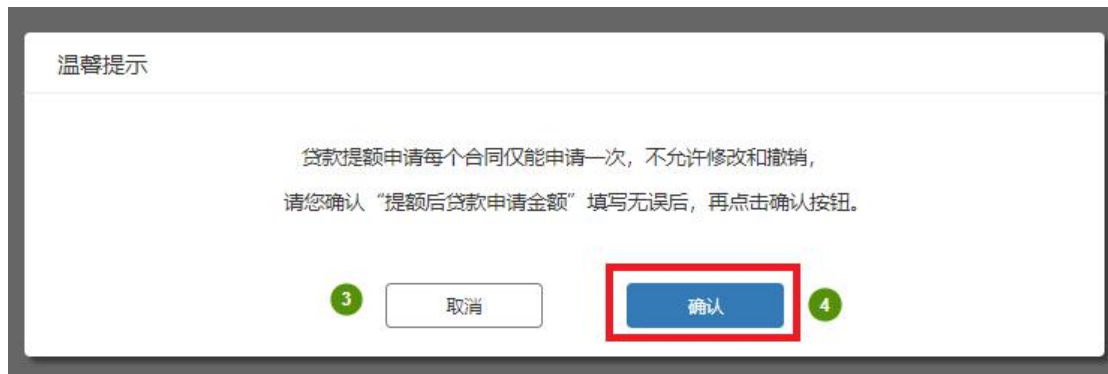 温馨提示
贷款提额申请每个合同仅能申请一次，不允许修改和撤销，
请您确认“提额后贷款申请金额”填写无误后，再点击确认按钮。
3 取消 确认 4